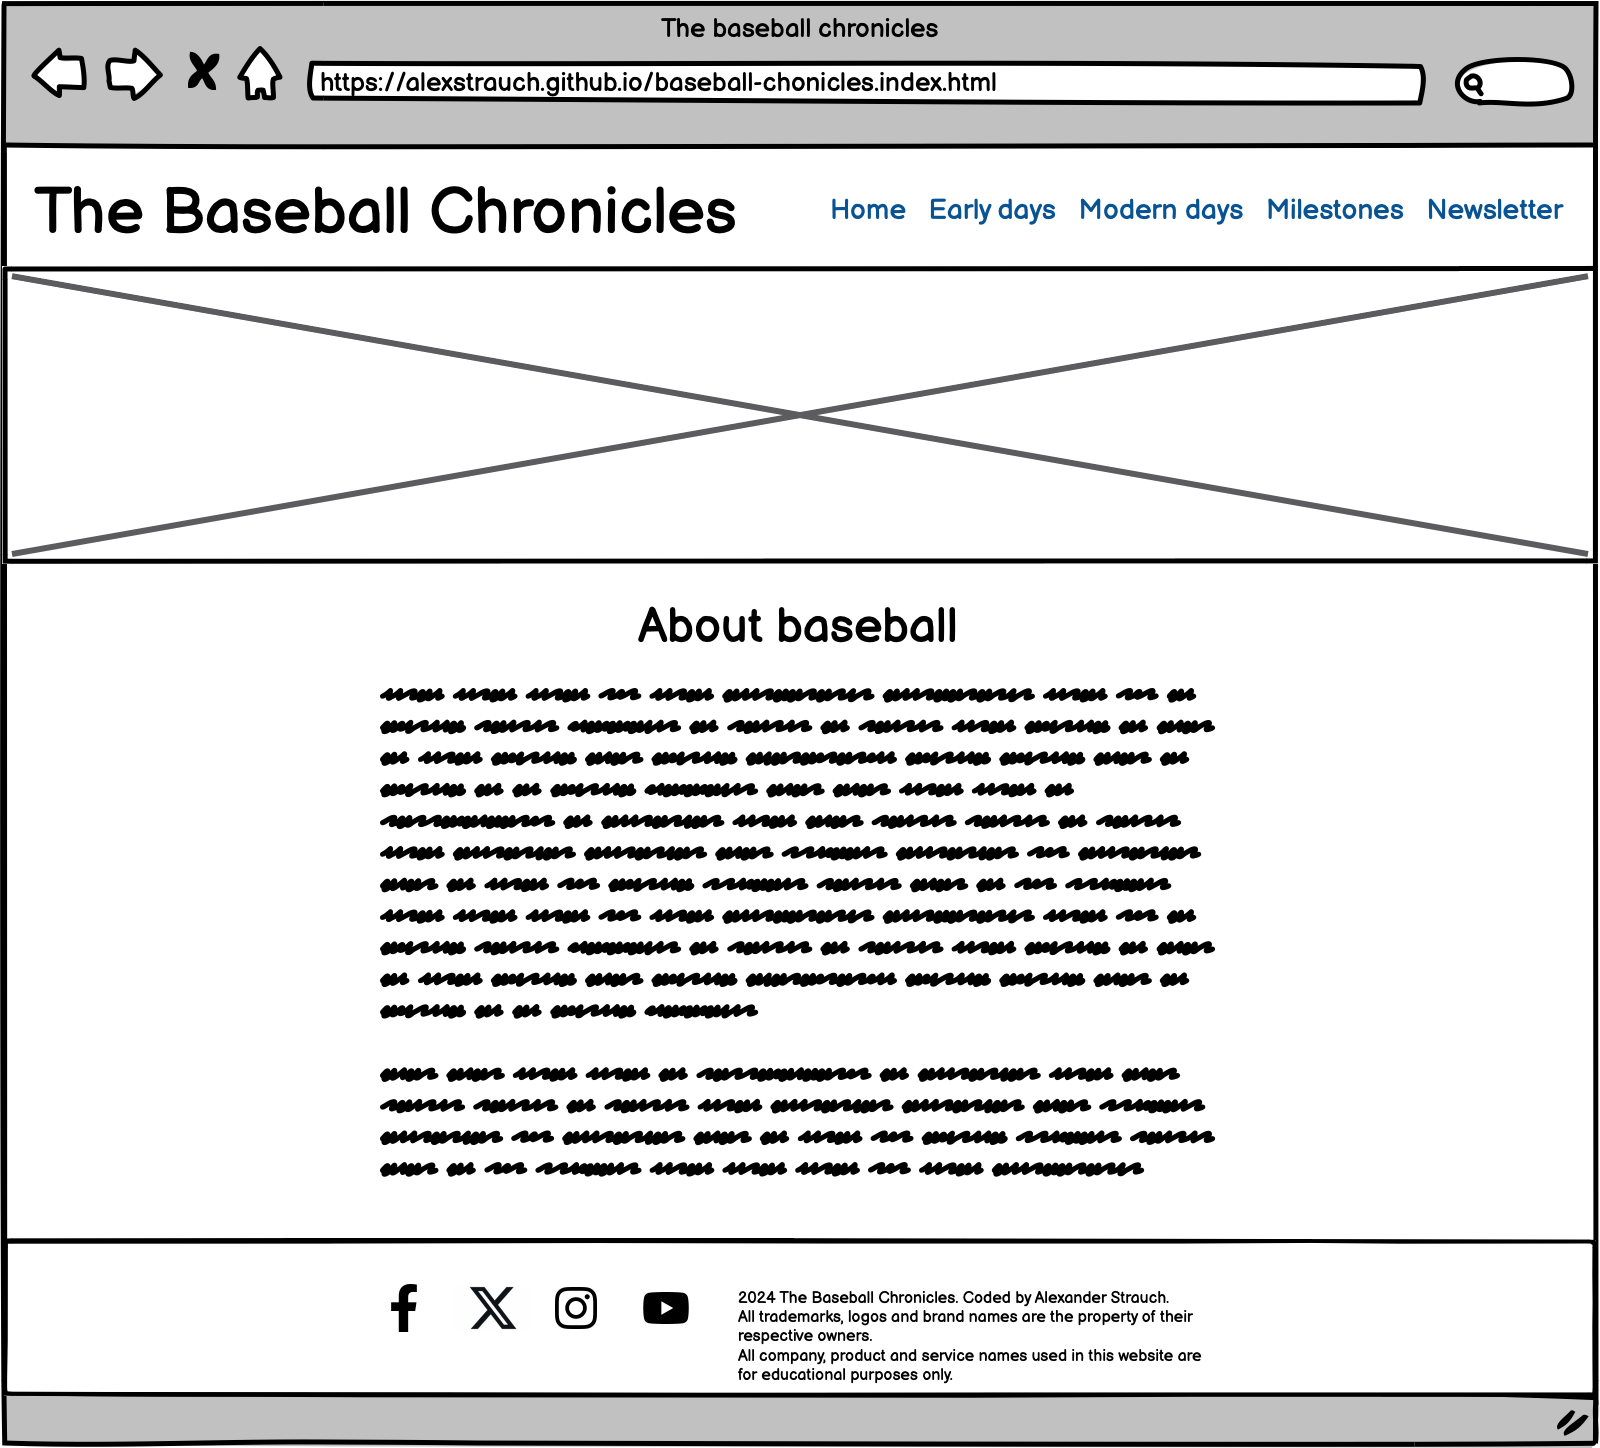 The baseball chronicles
https://alexstrauch.github.io/baseball-chonicles.index.html
The Baseball Chronicles
Home Early days Modern days Milestones Newsletter
About baseball
2024 The Baseball Chronicles. Coded by Alexander Strauch.
All trademarks, logos and brand names are the property of their
respective owners.
All company, product and service names used in this website are
for educational purposes only.